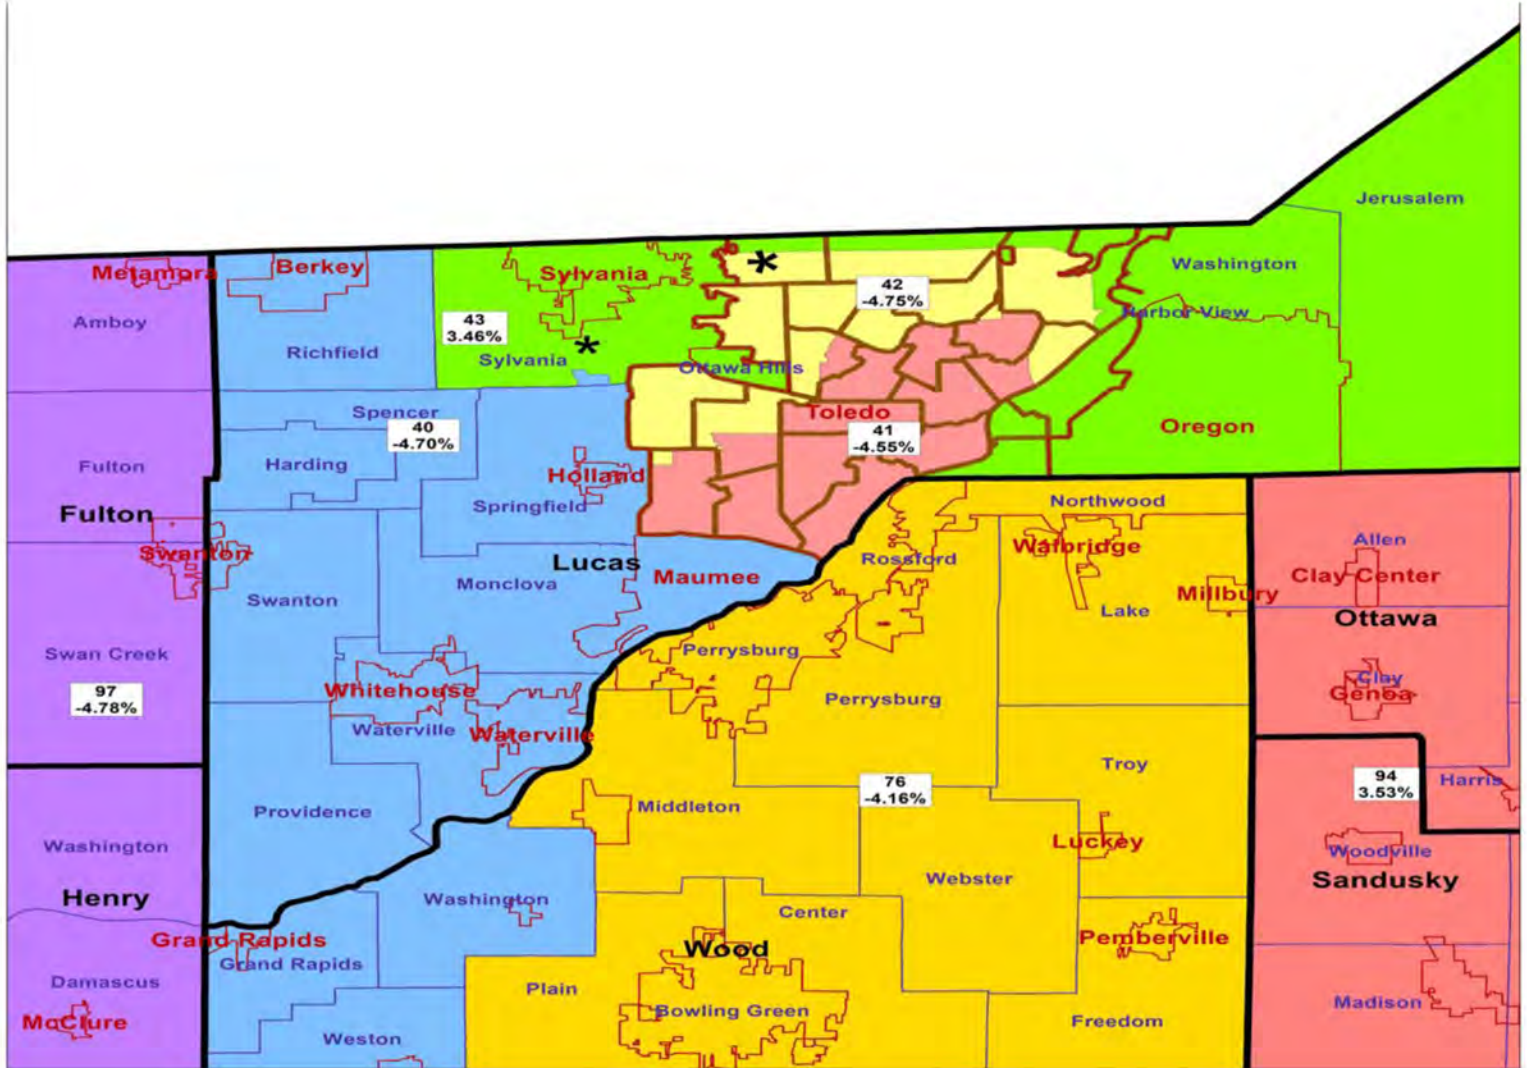 Jerusalem
Metamora
Berkey
Sylvania
*
Washington
42
-4.75%
Amboy
43
3.46%
Harbor View
Richfield
Sylvania
*
Ottawa Hills
Spencer
Toledo
40
-4.70%
41
-4.55%
Oregon
Fulton
Harding
Holland
Springfield
Northwood
Fulton
Allen
Swanton
Lucas
Rossford
Walbridge
Clay Center
Maumee
Monclova
Swanton
Millbury
Lake
Ottawa
Swan Creek
Perrysburg
Clay
Genoa
97
-4.78%
Whitehouse
Perrysburg
Waterville
Waterville
Troy
76
-4.16%
94
3.53%
Harris
Providence
Middleton
Washington
Luckey
Woodville
Webster
Sandusky
Henry
Washington
Center
Grand Rapids
Pemberville
Wood
Grand Rapids
Damascus
Plain
Madison
McClure
Bowling Green
Freedom
Weston